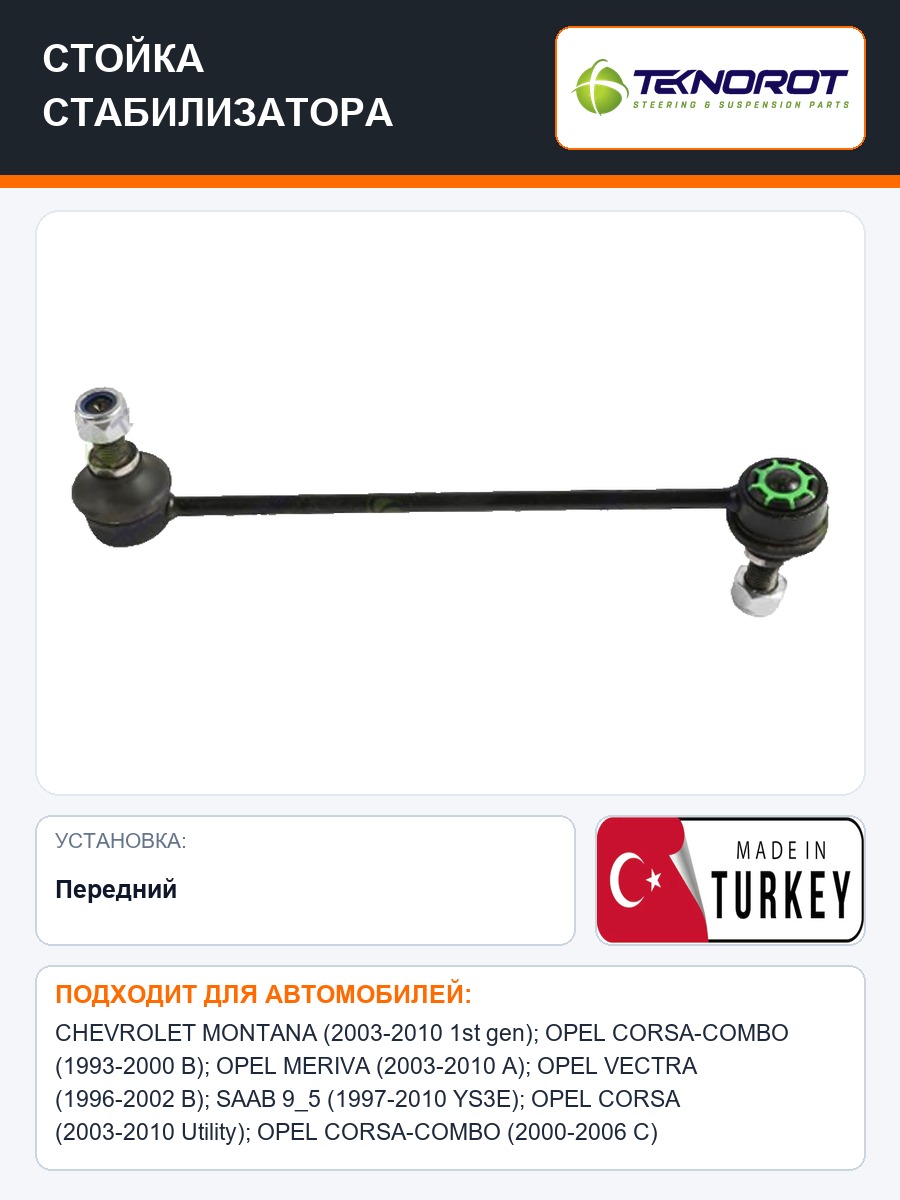 СТОЙКА
СТАБИЛИЗАТОРА
TEKNOROT
STEERING & SUSPENSION PARTS
УСТАНОВКА:
Передний
MADE IN
TURKEY
ПОДХОДИТ ДЛЯ АВТОМОБИЛЕЙ:
CHEVROLET MONTANA (2003-2010 1st gen); OPEL CORSA-COMBO
(1993-2000 B); OPEL MERIVA (2003-2010 A); OPEL VECTRA
(1996-2002 B); SAAB 9_5 (1997-2010 YS3E); OPEL CORSA
(2003-2010 Utility); OPEL CORSA-COMBO (2000-2006 C)